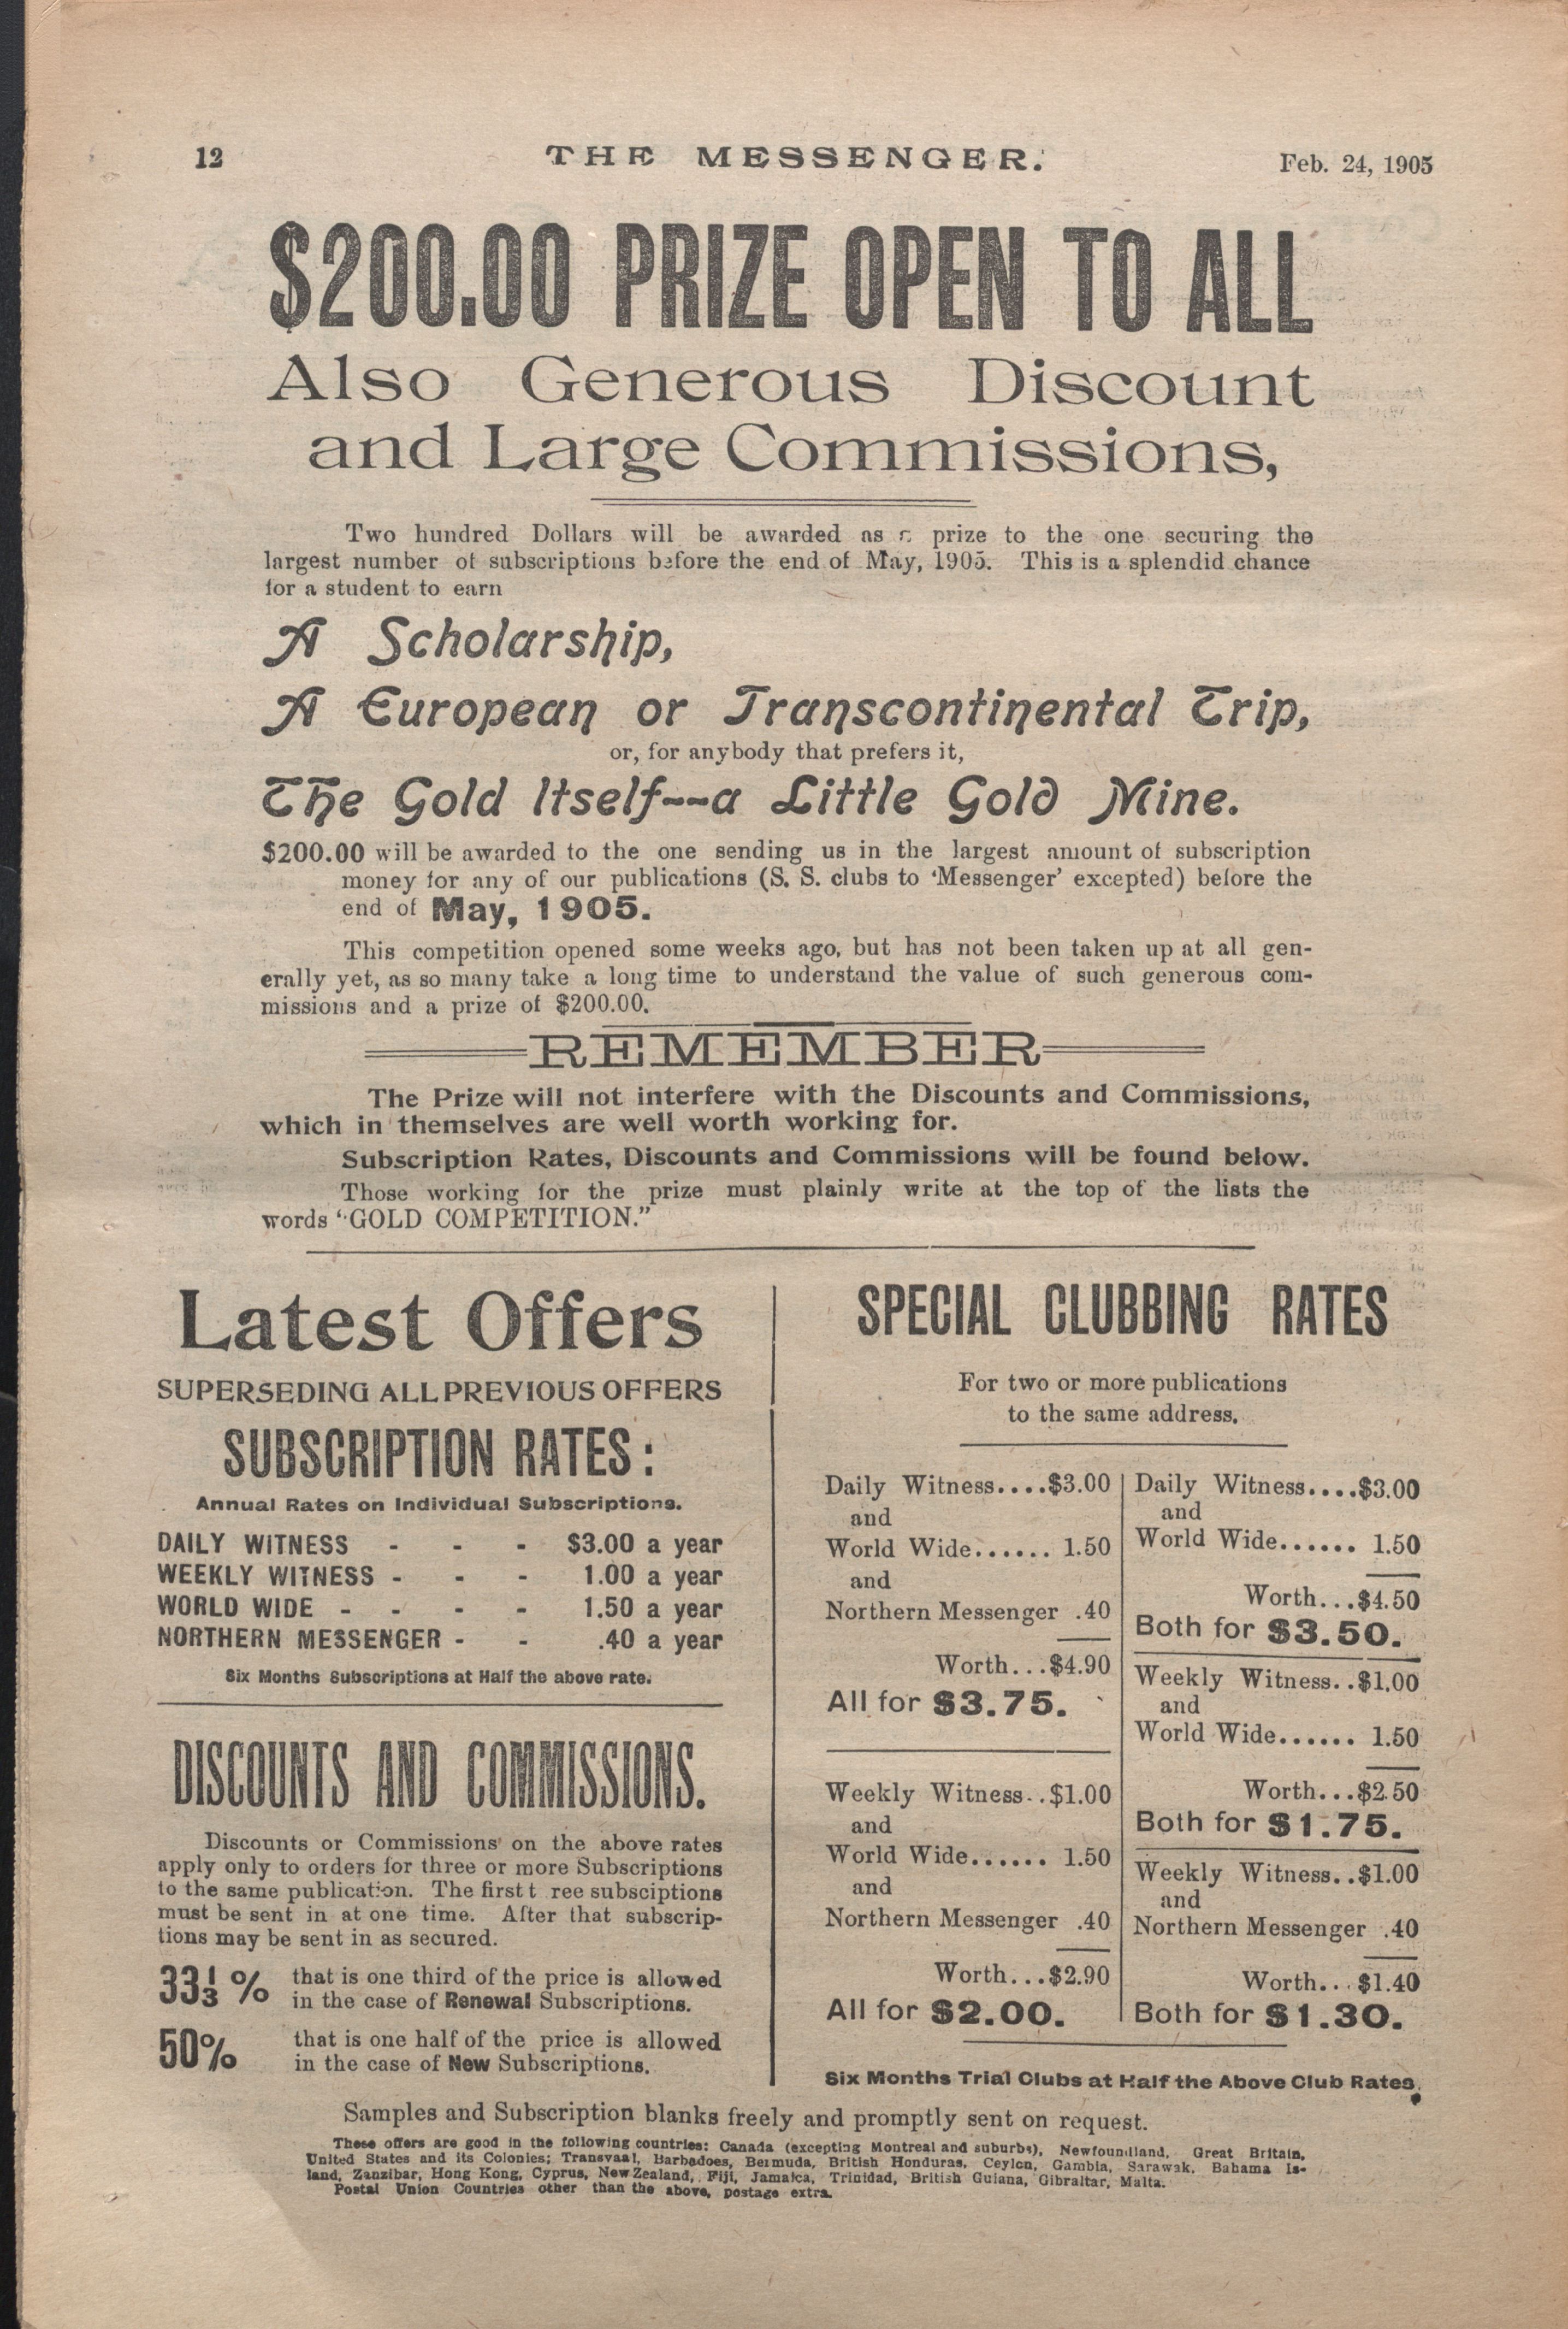 12
THE MESSENGER.
Feb. 24, 1905
$200.00 PRIZE OPEN TO ALL
Also Generous Discount
and Large Commissions,
Two hundred Dollars will be awarded as a prize to the one securing the
largest number of subscriptions before the end of May, 1905. This is a splendid chance
for a student to earn
A Scholarship,
A European or Transcontinental Trip,
or, for anybody that prefers it,
The Gold Itself--a Little Gold Mine.
$200.00 will be awarded to the one sending us in the largest amount of subscription
money for any of our publications (S. S. clubs to 'Messenger' excepted) before the
end of May, 1905.
This competition opened some weeks ago, but has not been taken up at all gen-
erally yet, as so many take a long time to understand the value of such generous com-
missions and a prize of $200.00.
REMEMBER
The Prize will not interfere with the Discounts and Commissions,
which in themselves are well worth working for.
Subscription Rates, Discounts and Commissions will be found below.
Those working for the prize must plainly write at the top of the lists the
words "GOLD COMPETITION."
Latest Offers
SUPERSEDING ALL PREVIOUS OFFERS
SUBSCRIPTION RATES:
Annual Rates on Individual Subscriptions.
DAILY WITNESS - - - $3.00 a year
WEEKLY WITNESS - - - 1.00 a year
WORLD WIDE - - - - 1.50 a year
NORTHERN MESSENGER - - .40 a year
Six Months Subscriptions at Half the above rate.
DISCOUNTS AND COMMISSIONS.
Discounts or Commissions on the above rates
apply only to orders for three or more Subscriptions
to the same publication. The first t ree subsciptions
must be sent in at one time. After that subscrip-
tions may be sent in as secured.
33⅓% that is one third of the price is allowed
in the case of Renewal Subscriptions.
50% that is one half of the price is allowed
in the case of New Subscriptions.
SPECIAL CLUBBING RATES
For two or more publications
to the same address.
Daily Witness....$3.00
and
World Wide...... 1.50
and
Northern Messenger .40
Worth...$4.90
All for $3.75.
Weekly Witness..$1.00
and
World Wide...... 1.50
and
Northern Messenger .40
Worth...$2.90
All for $2.00.
Daily Witness....$3.00
and
World Wide...... 1.50
Worth...$4.50
Both for $3.50.
Weekly Witness..$1.00
and
World Wide...... 1.50
Worth...$2.50
Both for $1.75.
Weekly Witness..$1.00
and
Northern Messenger .40
Worth...$1.40
Both for $1.30.
Six Months Trial Clubs at Half the Above Club Rates.
Samples and Subscription blanks freely and promptly sent on request.
These offers are good in the following countries: Canada (excepting Montreal and suburbs), Newfoundland, Great Britain,
United States and its Colonies; Transvaal, Barbadoes, Bermuda, British Honduras, Ceylon, Gambia, Sarawak, Bahama Is-
land, Zanzibar, Hong Kong, Cyprus, New Zealand, Fiji, Jamaica, Trinidad, British Guiana, Gibraltar, Malta.
Postal Union Countries other than the above, postage extra.